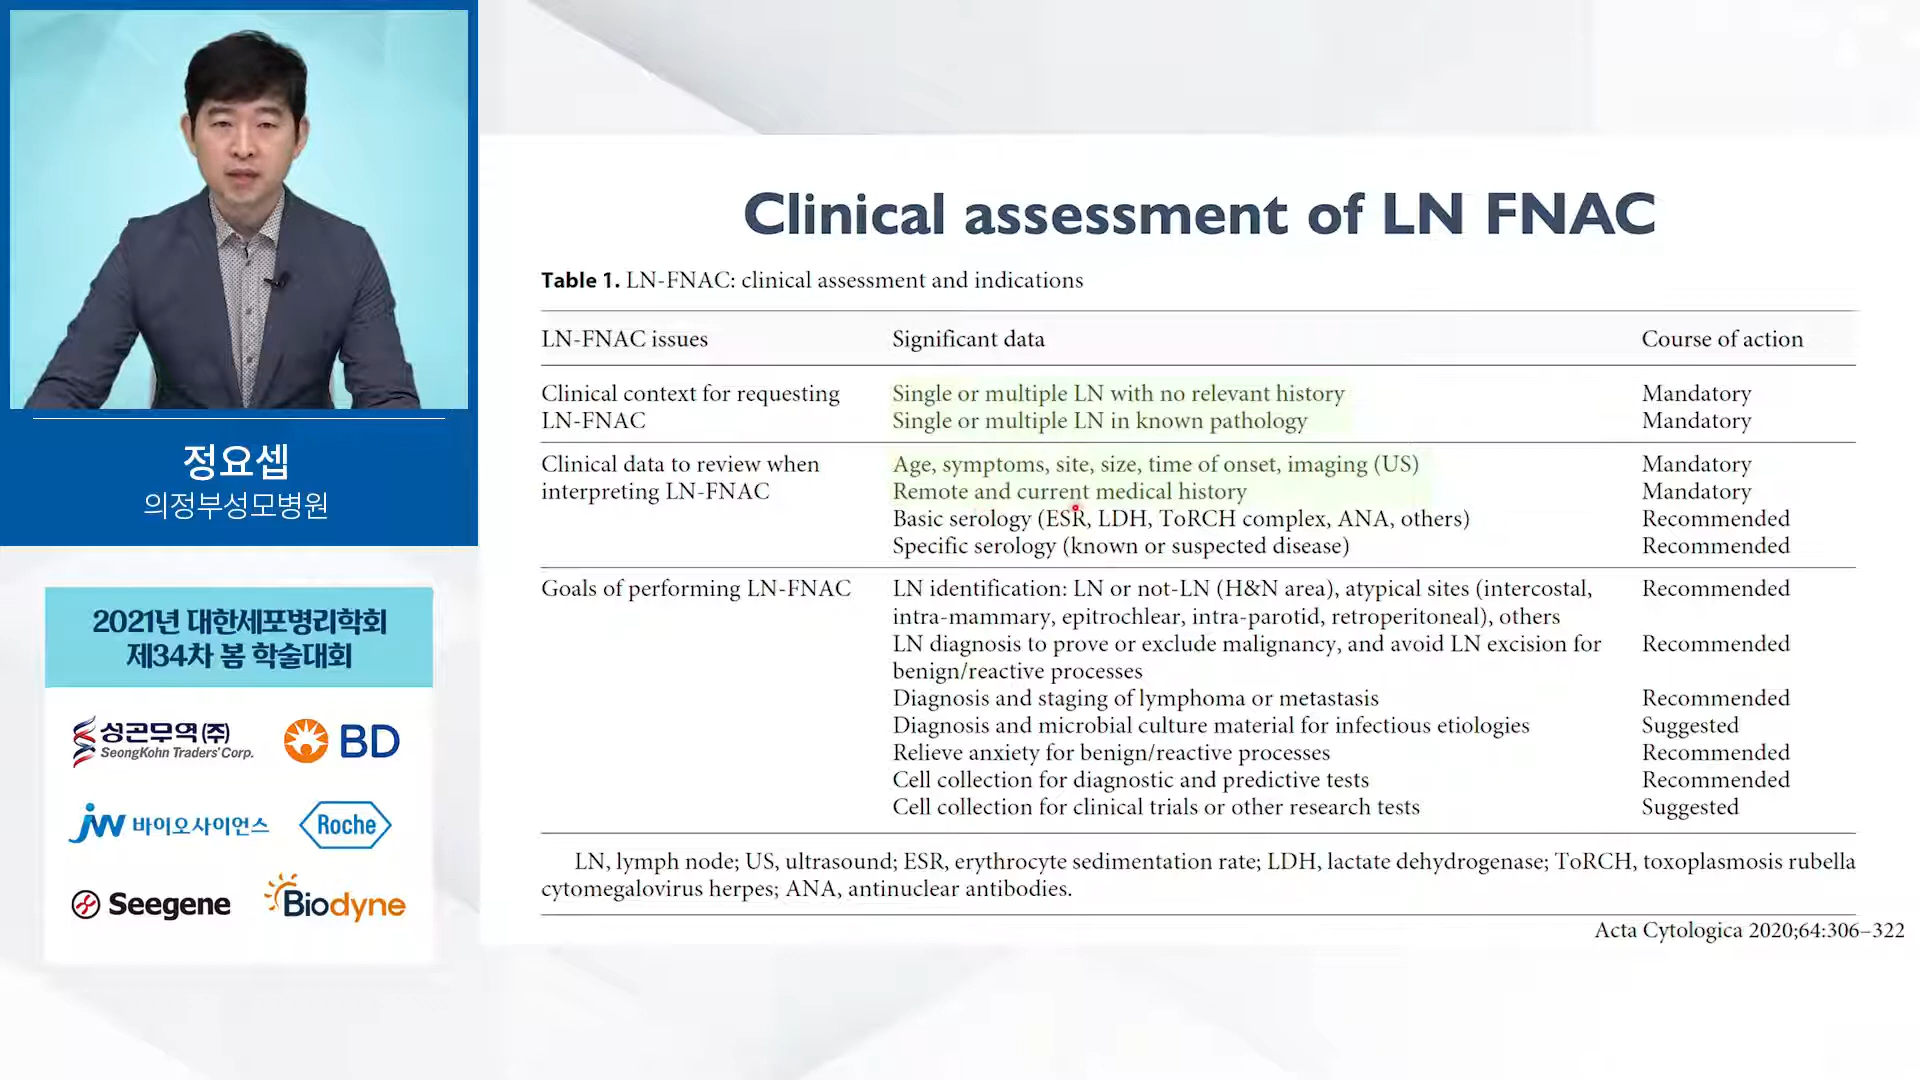 정요셉
의정부성모병원
2021년 대한세포병리학회
제34차 봄 학술대회
성곤무역(주)
SeongKohn Traders' Corp.
BD
jw 바이오사이언스
Roche
Seegene
Biodyne
Clinical assessment of LN FNAC
Table 1. LN-FNAC: clinical assessment and indications
LN-FNAC issues Significant data Course of action
Clinical context for requesting Single or multiple LN with no relevant history Mandatory
LN-FNAC Single or multiple LN in known pathology Mandatory
Clinical data to review when Age, symptoms, site, size, time of onset, imaging (US) Mandatory
interpreting LN-FNAC Remote and current medical history Mandatory
Basic serology (ESR, LDH, ToRCH complex, ANA, others) Recommended
Specific serology (known or suspected disease) Recommended
Goals of performing LN-FNAC LN identification: LN or not-LN (H&N area), atypical sites (intercostal, Recommended
intra-mammary, epitrochlear, intra-parotid, retroperitoneal), others
LN diagnosis to prove or exclude malignancy, and avoid LN excision for Recommended
benign/reactive processes
Diagnosis and staging of lymphoma or metastasis Recommended
Diagnosis and microbial culture material for infectious etiologies Suggested
Relieve anxiety for benign/reactive processes Recommended
Cell collection for diagnostic and predictive tests Recommended
Cell collection for clinical trials or other research tests Suggested
LN, lymph node; US, ultrasound; ESR, erythrocyte sedimentation rate; LDH, lactate dehydrogenase; ToRCH, toxoplasmosis rubella
cytomegalovirus herpes; ANA, antinuclear antibodies.
Acta Cytologica 2020;64:306–322